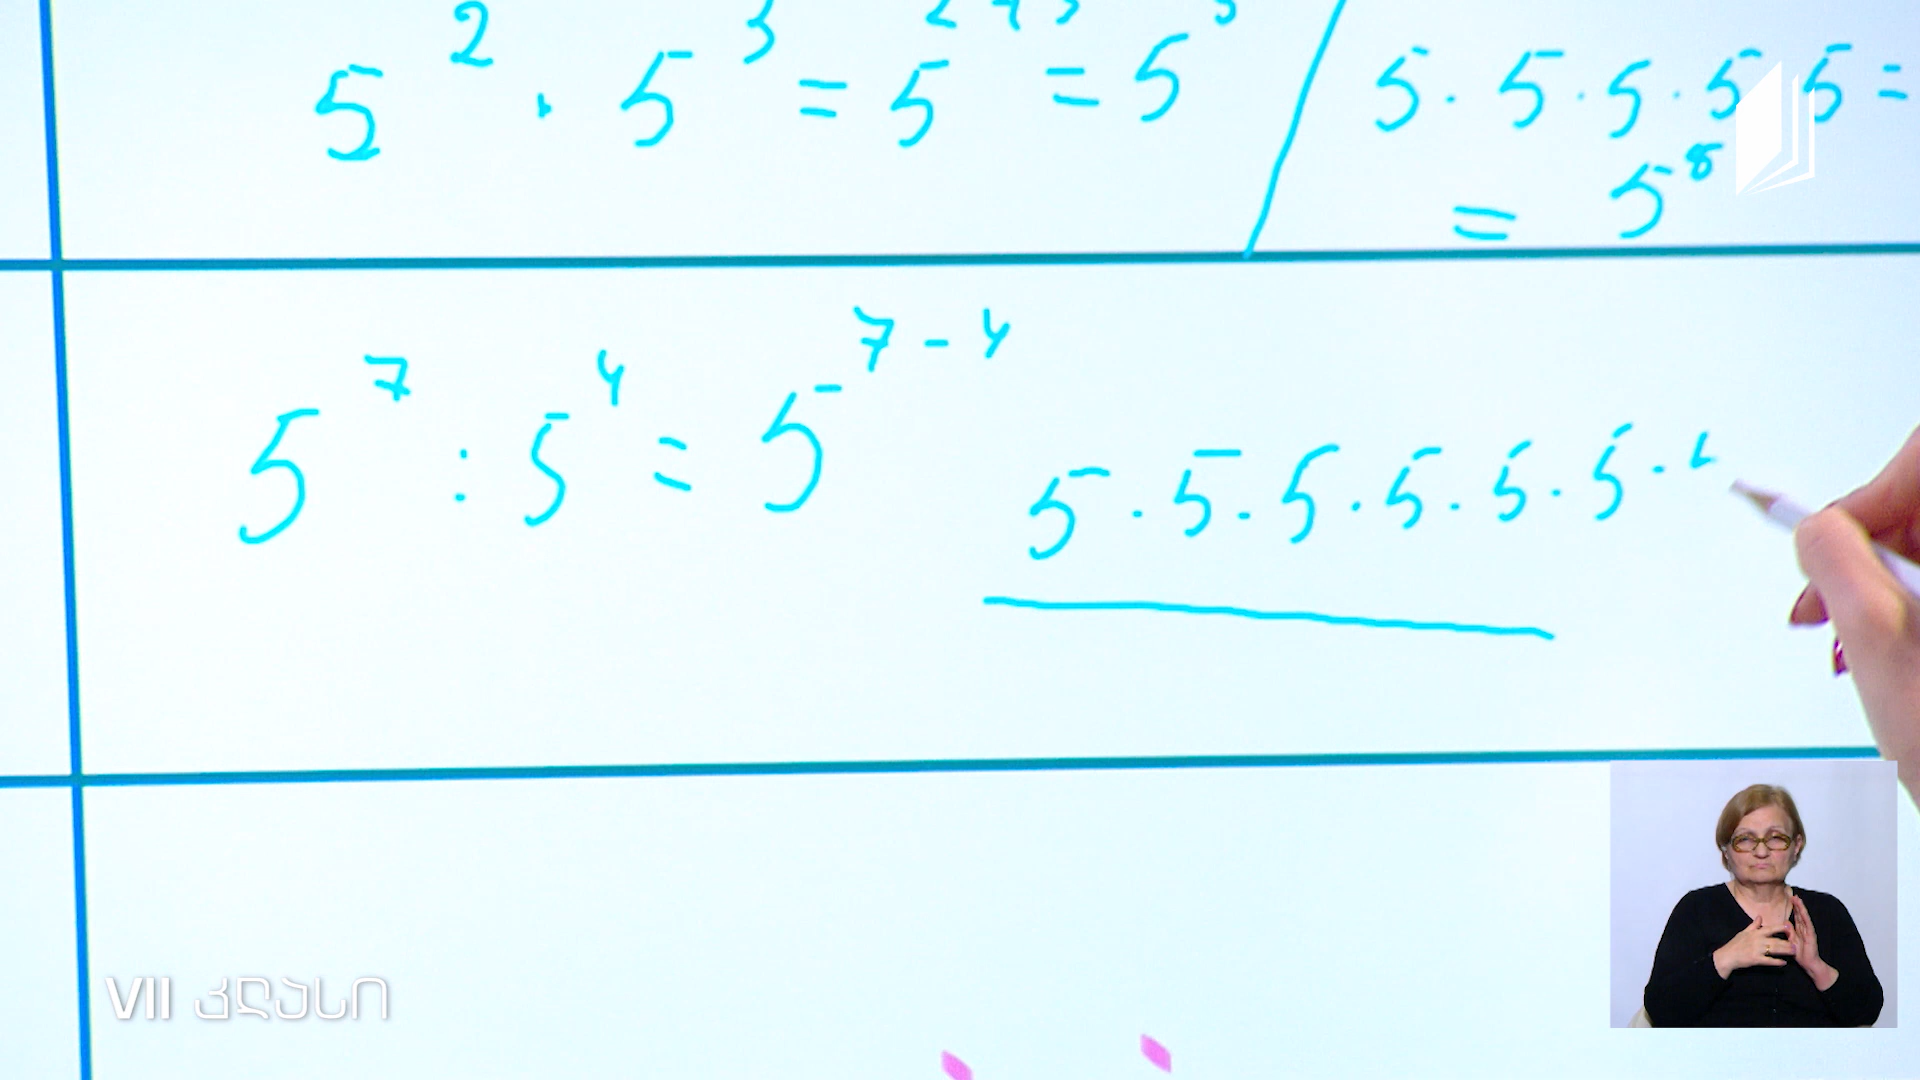 5² · 5³ = 5²⁺³ = 5⁵
5 · 5 · 5 · 5 · 5 =
= 5⁵
5⁷ : 5⁴ = 5⁷⁻⁴
5 · 5 · 5 · 5 · 5 · 5 ·
VII კლასი